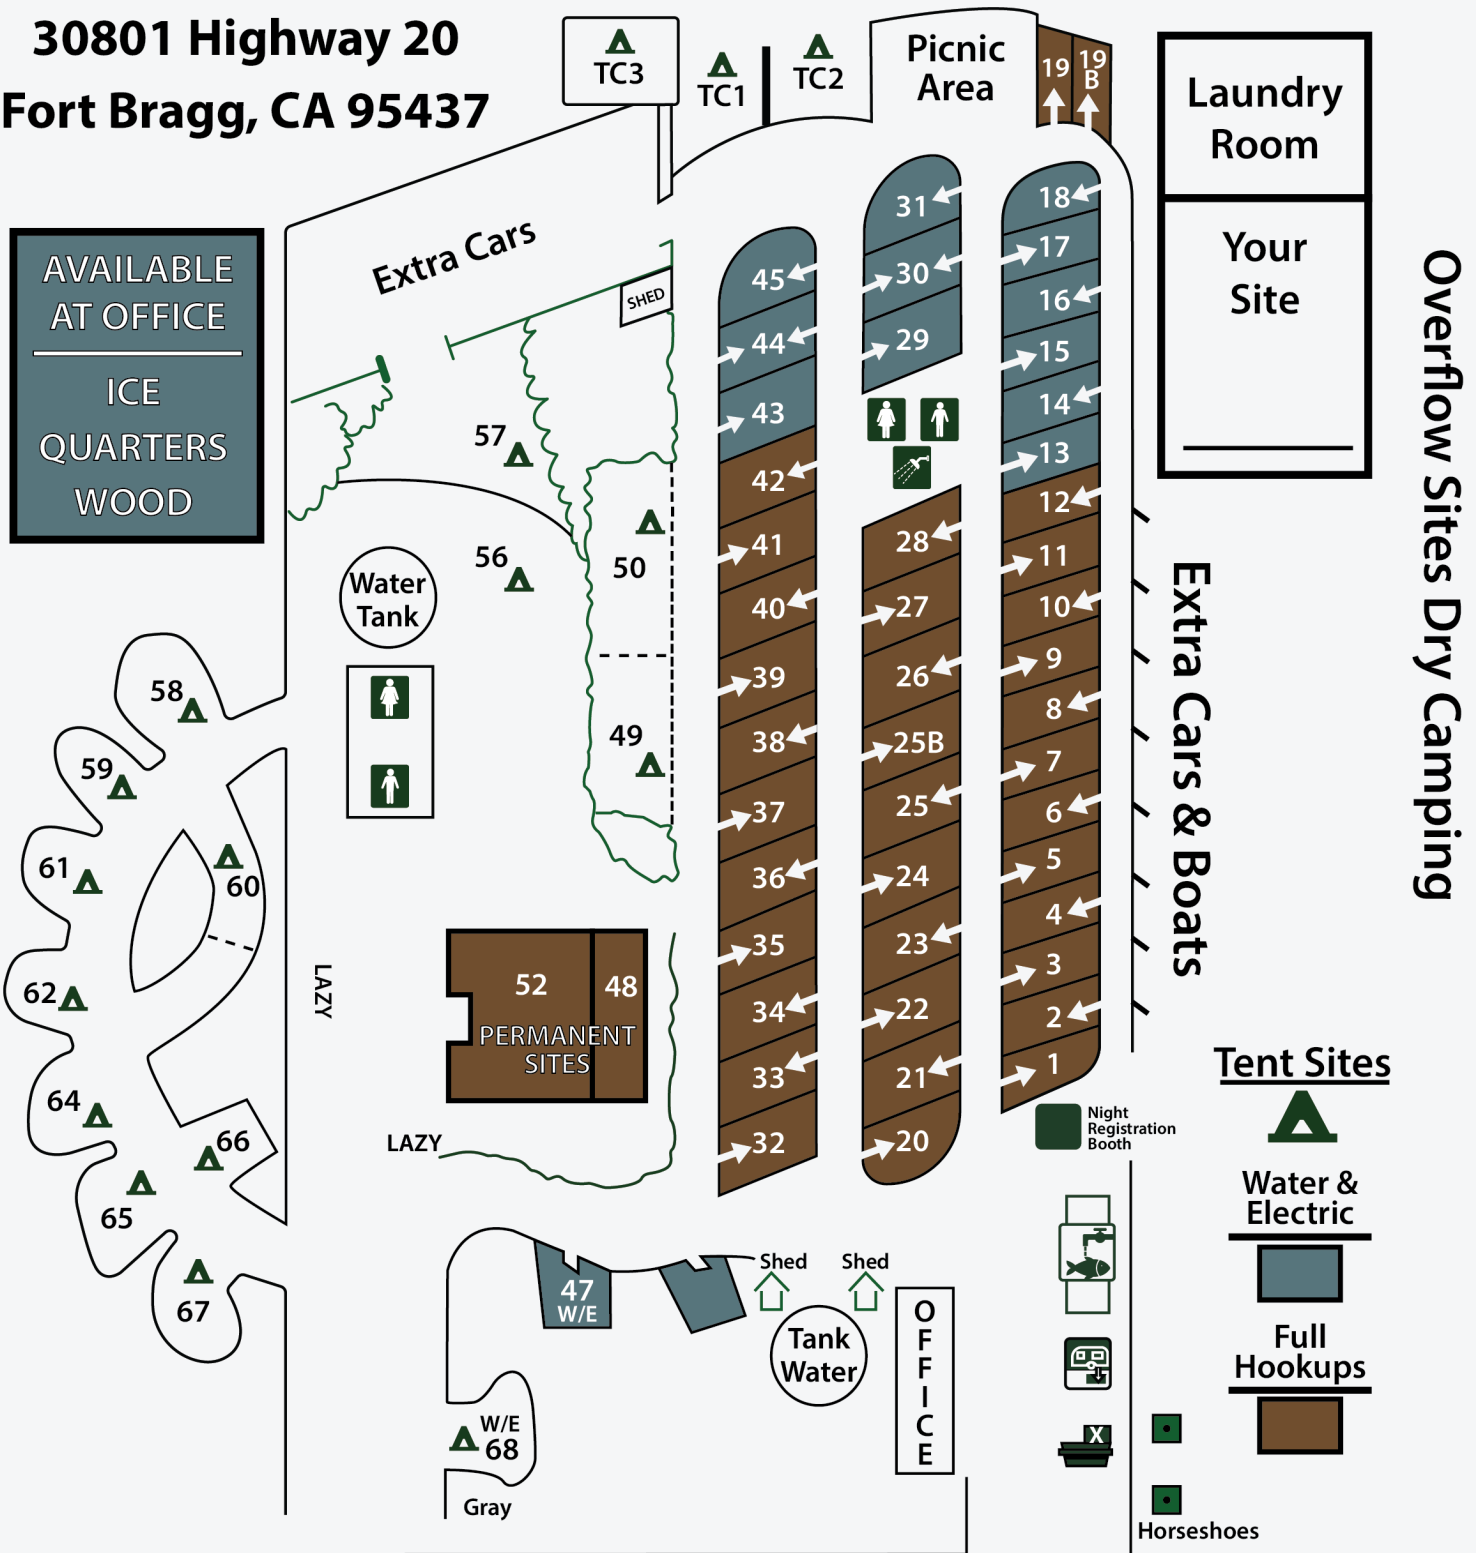 30801 Highway 20
Fort Bragg, CA 95437
TC3
TC1
TC2
Picnic
Area
19
19
B
Laundry
Room
Your
Site
AVAILABLE
AT OFFICE
ICE
QUARTERS
WOOD
Extra Cars
SHED
57
56
50
49
Water
Tank
58
59
61
60
62
64
66
65
67
LAZY
52
48
PERMANENT
SITES
LAZY
45
44
43
42
41
40
39
38
37
36
35
34
33
32
31
30
29
28
27
26
25B
25
24
23
22
21
20
18
17
16
15
14
13
12
11
10
9
8
7
6
5
4
3
2
1
Extra Cars & Boats
Overflow Sites Dry Camping
Night
Registration
Booth
Tent Sites
Water &
Electric
Full
Hookups
47
W/E
Shed
Shed
Tank
Water
OFFICE
W/E
68
Gray
X
Horseshoes